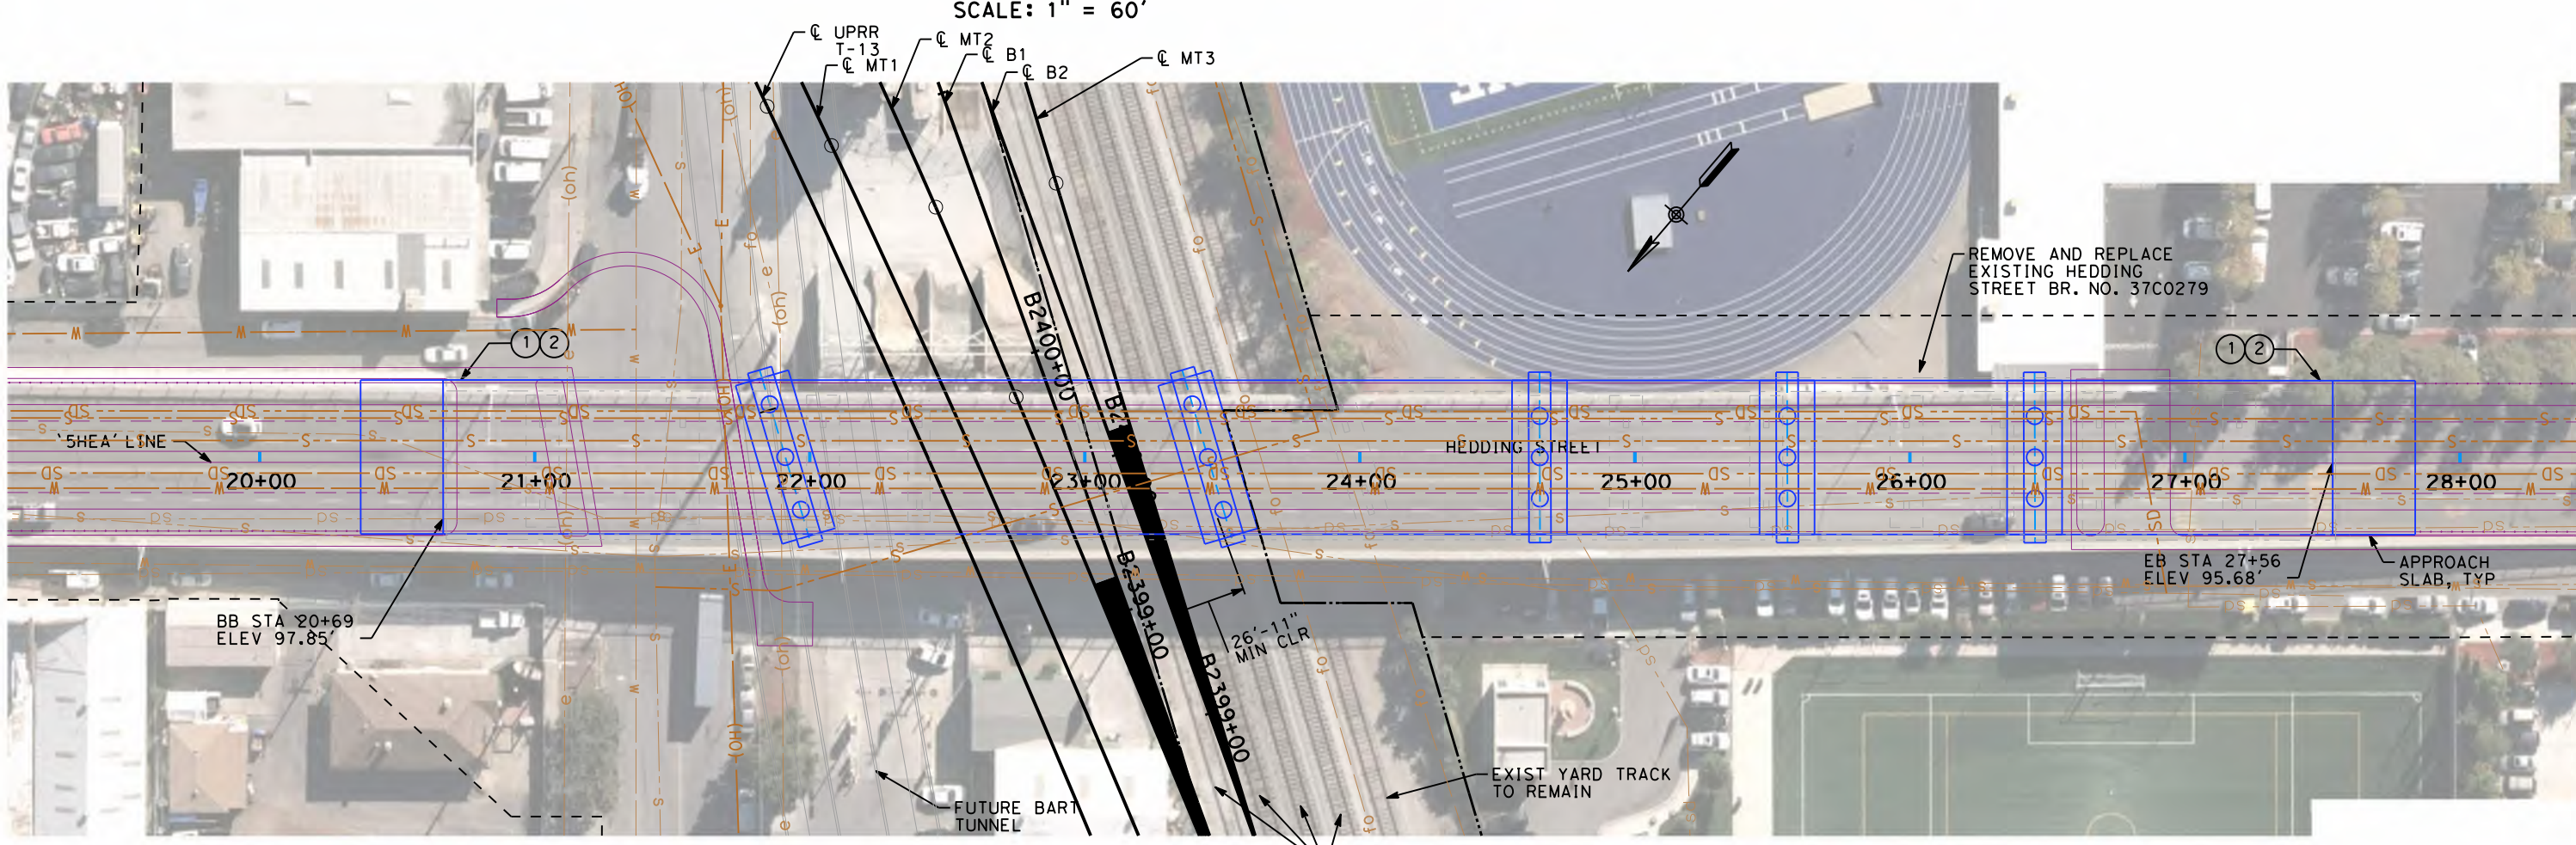 SCALE: 1" = 60'
℄ UPRR
T-13
℄ MT1
℄ MT2
℄ B1
℄ B2
℄ MT3
REMOVE AND REPLACE
EXISTING HEDDING
STREET BR. NO. 37C0279
1 2
1 2
B2400+00
'5HEA' LINE
HEDDING STREET
20+00
21+00
22+00
23+00
24+00
25+00
26+00
27+00
28+00
BB STA 20+69
ELEV 97.85'
EB STA 27+56
ELEV 95.68'
APPROACH
SLAB, TYP
B2399+00
B2399+00
26'-11"
MIN CLR
FUTURE BART
TUNNEL
EXIST YARD TRACK
TO REMAIN